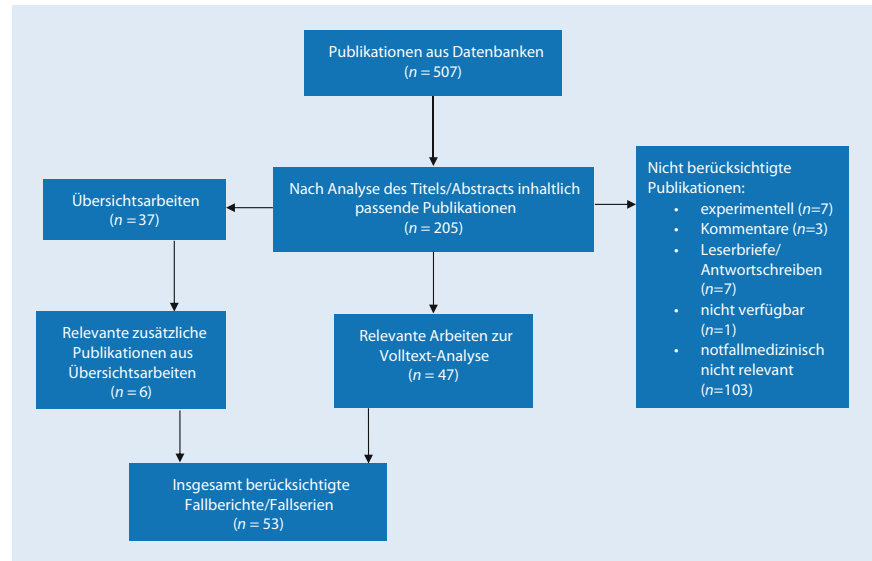 Publikationen aus Datenbanken
(n = 507)
Nach Analyse des Titels/Abstracts inhaltlich
passende Publikationen
(n = 205)
Übersichtsarbeiten
(n = 37)
Nicht berücksichtigte
Publikationen:
• experimentell (n=7)
• Kommentare (n=3)
• Leserbriefe/
Antwortschreiben
(n=7)
• nicht verfügbar
(n=1)
• notfallmedizinisch
nicht relevant
(n=103)
Relevante zusätzliche
Publikationen aus
Übersichtsarbeiten
(n = 6)
Relevante Arbeiten zur
Volltext-Analyse
(n = 47)
Insgesamt berücksichtigte
Fallberichte/Fallserien
(n = 53)